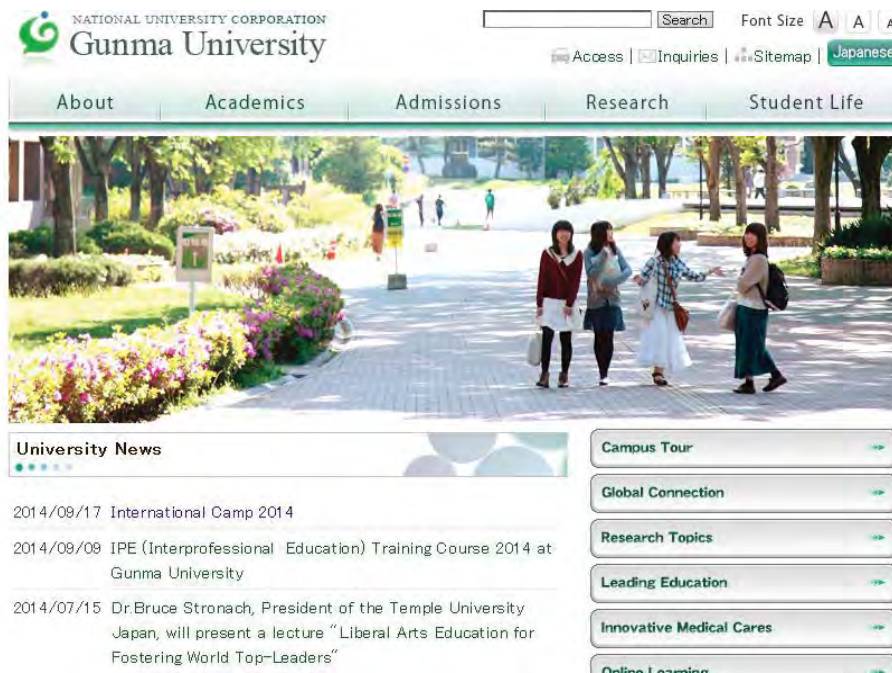 NATIONAL UNIVERSITY CORPORATION
Gunma University
Search
Font Size A A A
Access | Inquiries | Sitemap | Japanese
About Academics Admissions Research Student Life
University News
2014/09/17 International Camp 2014
2014/09/09 IPE (Interprofessional Education) Training Course 2014 at
Gunma University
2014/07/15 Dr.Bruce Stronach, President of the Temple University
Japan, will present a lecture "Liberal Arts Education for
Fostering World Top-Leaders"
Campus Tour
Global Connection
Research Topics
Leading Education
Innovative Medical Cares
Online Learning